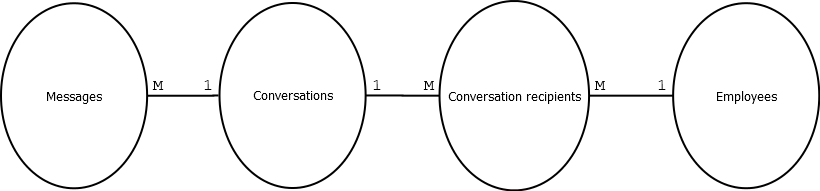 M 1 1 M M 1
Messages Conversations Conversation recipients Employees